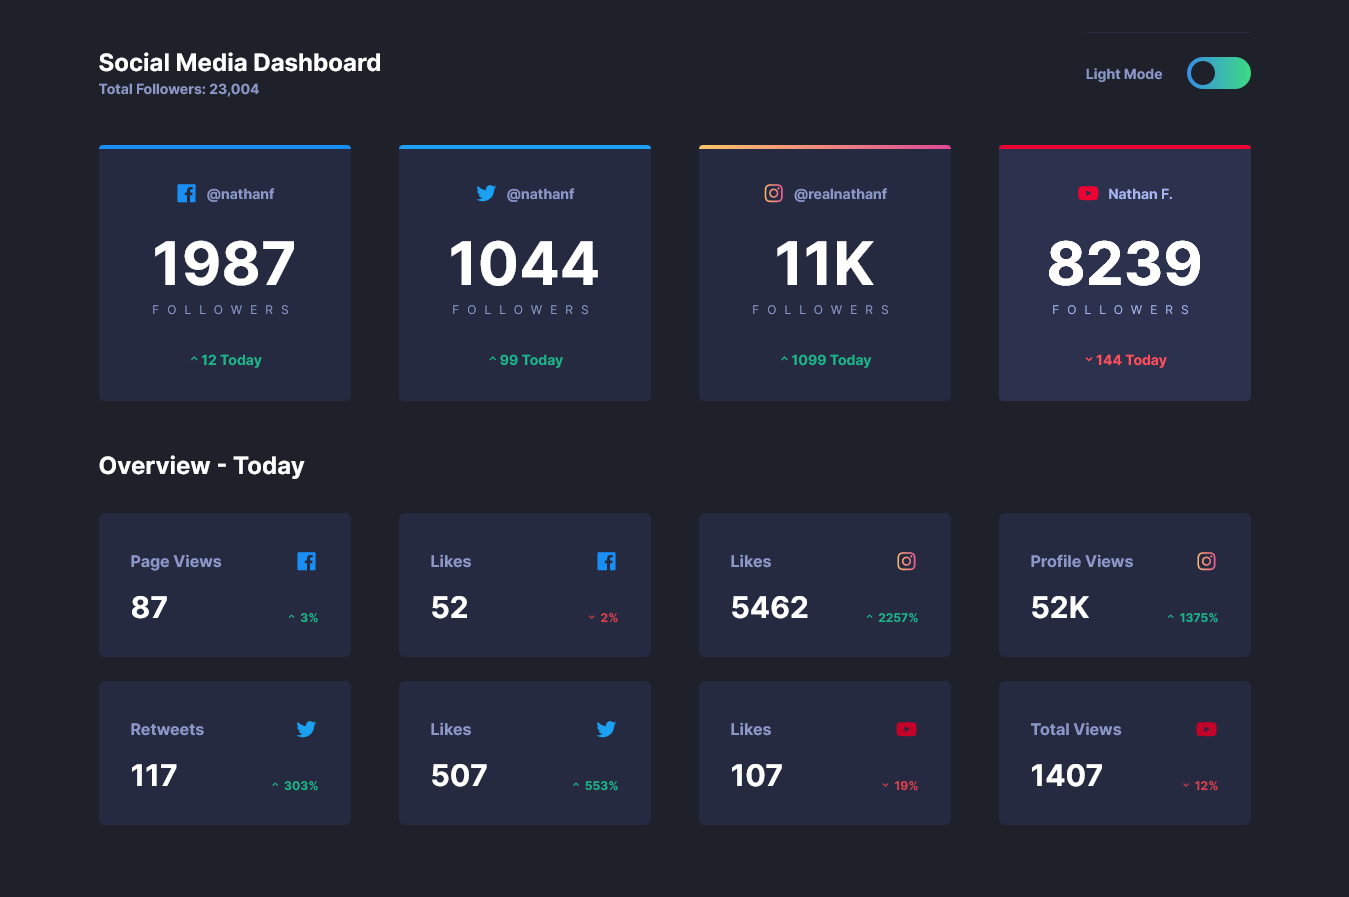 Social Media Dashboard
Total Followers: 23,004
Light Mode
@nathanf
1987
FOLLOWERS
12 Today
@nathanf
1044
FOLLOWERS
99 Today
@realnathanf
11K
FOLLOWERS
1099 Today
Nathan F.
8239
FOLLOWERS
144 Today
Overview - Today
Page Views
87
3%
Likes
52
2%
Likes
5462
2257%
Profile Views
52K
1375%
Retweets
117
303%
Likes
507
553%
Likes
107
19%
Total Views
1407
12%